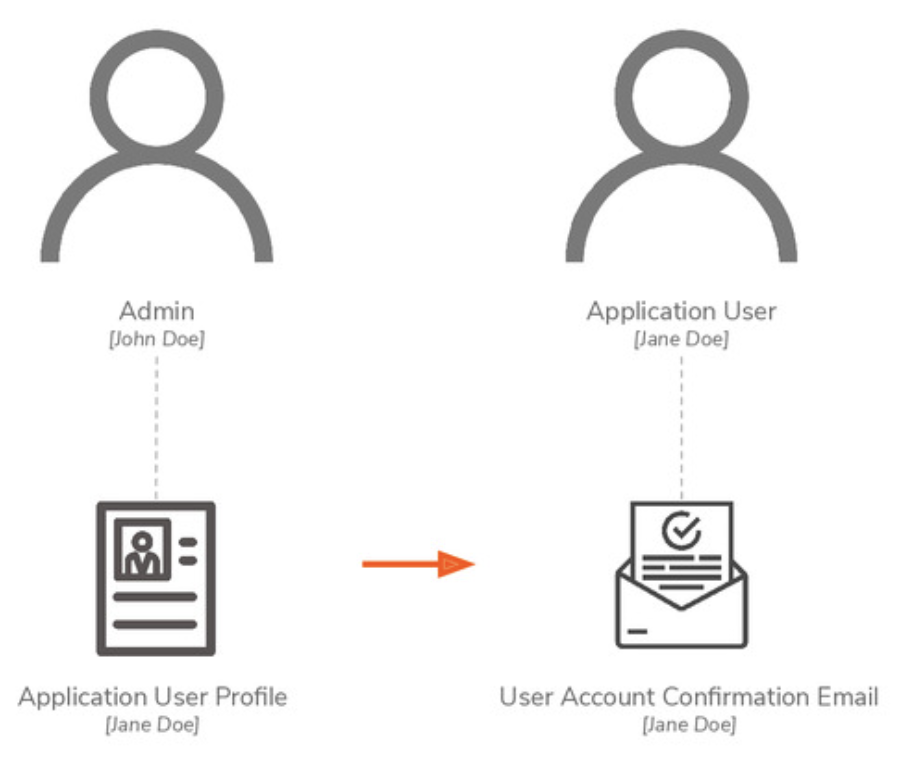 Admin
[John Doe]
Application User
[Jane Doe]
Application User Profile
[Jane Doe]
User Account Confirmation Email
[Jane Doe]